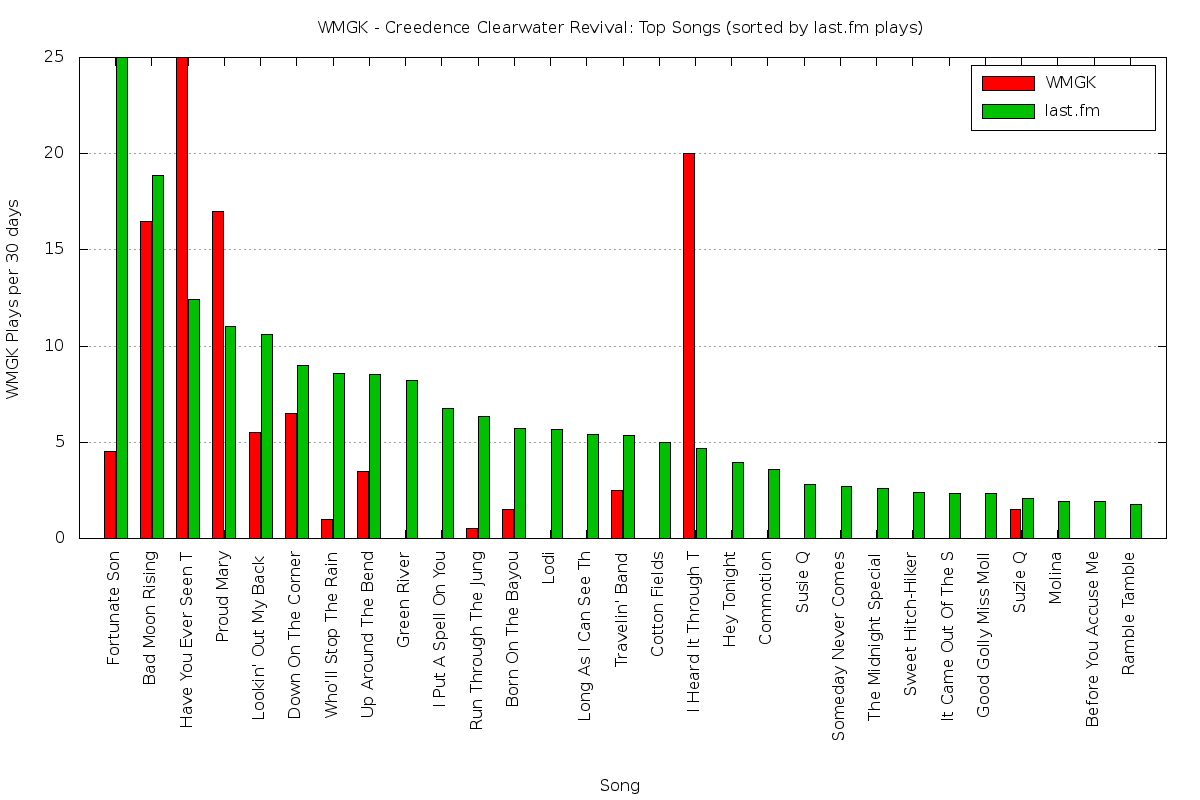 WMGK - Creedence Clearwater Revival: Top Songs (sorted by last.fm plays)
WMGK
last.fm
WMGK Plays per 30 days
25
20
15
10
5
0
Fortunate Son
Bad Moon Rising
Have You Ever Seen T
Proud Mary
Lookin' Out My Back
Down On The Corner
Who'll Stop The Rain
Up Around The Bend
Green River
I Put A Spell On You
Run Through The Jung
Born On The Bayou
Lodi
Long As I Can See Th
Travelin' Band
Cotton Fields
I Heard It Through T
Hey Tonight
Commotion
Susie Q
Someday Never Comes
The Midnight Special
Sweet Hitch-Hiker
It Came Out Of The S
Good Golly Miss Moll
Suzie Q
Molina
Before You Accuse Me
Ramble Tamble
Song